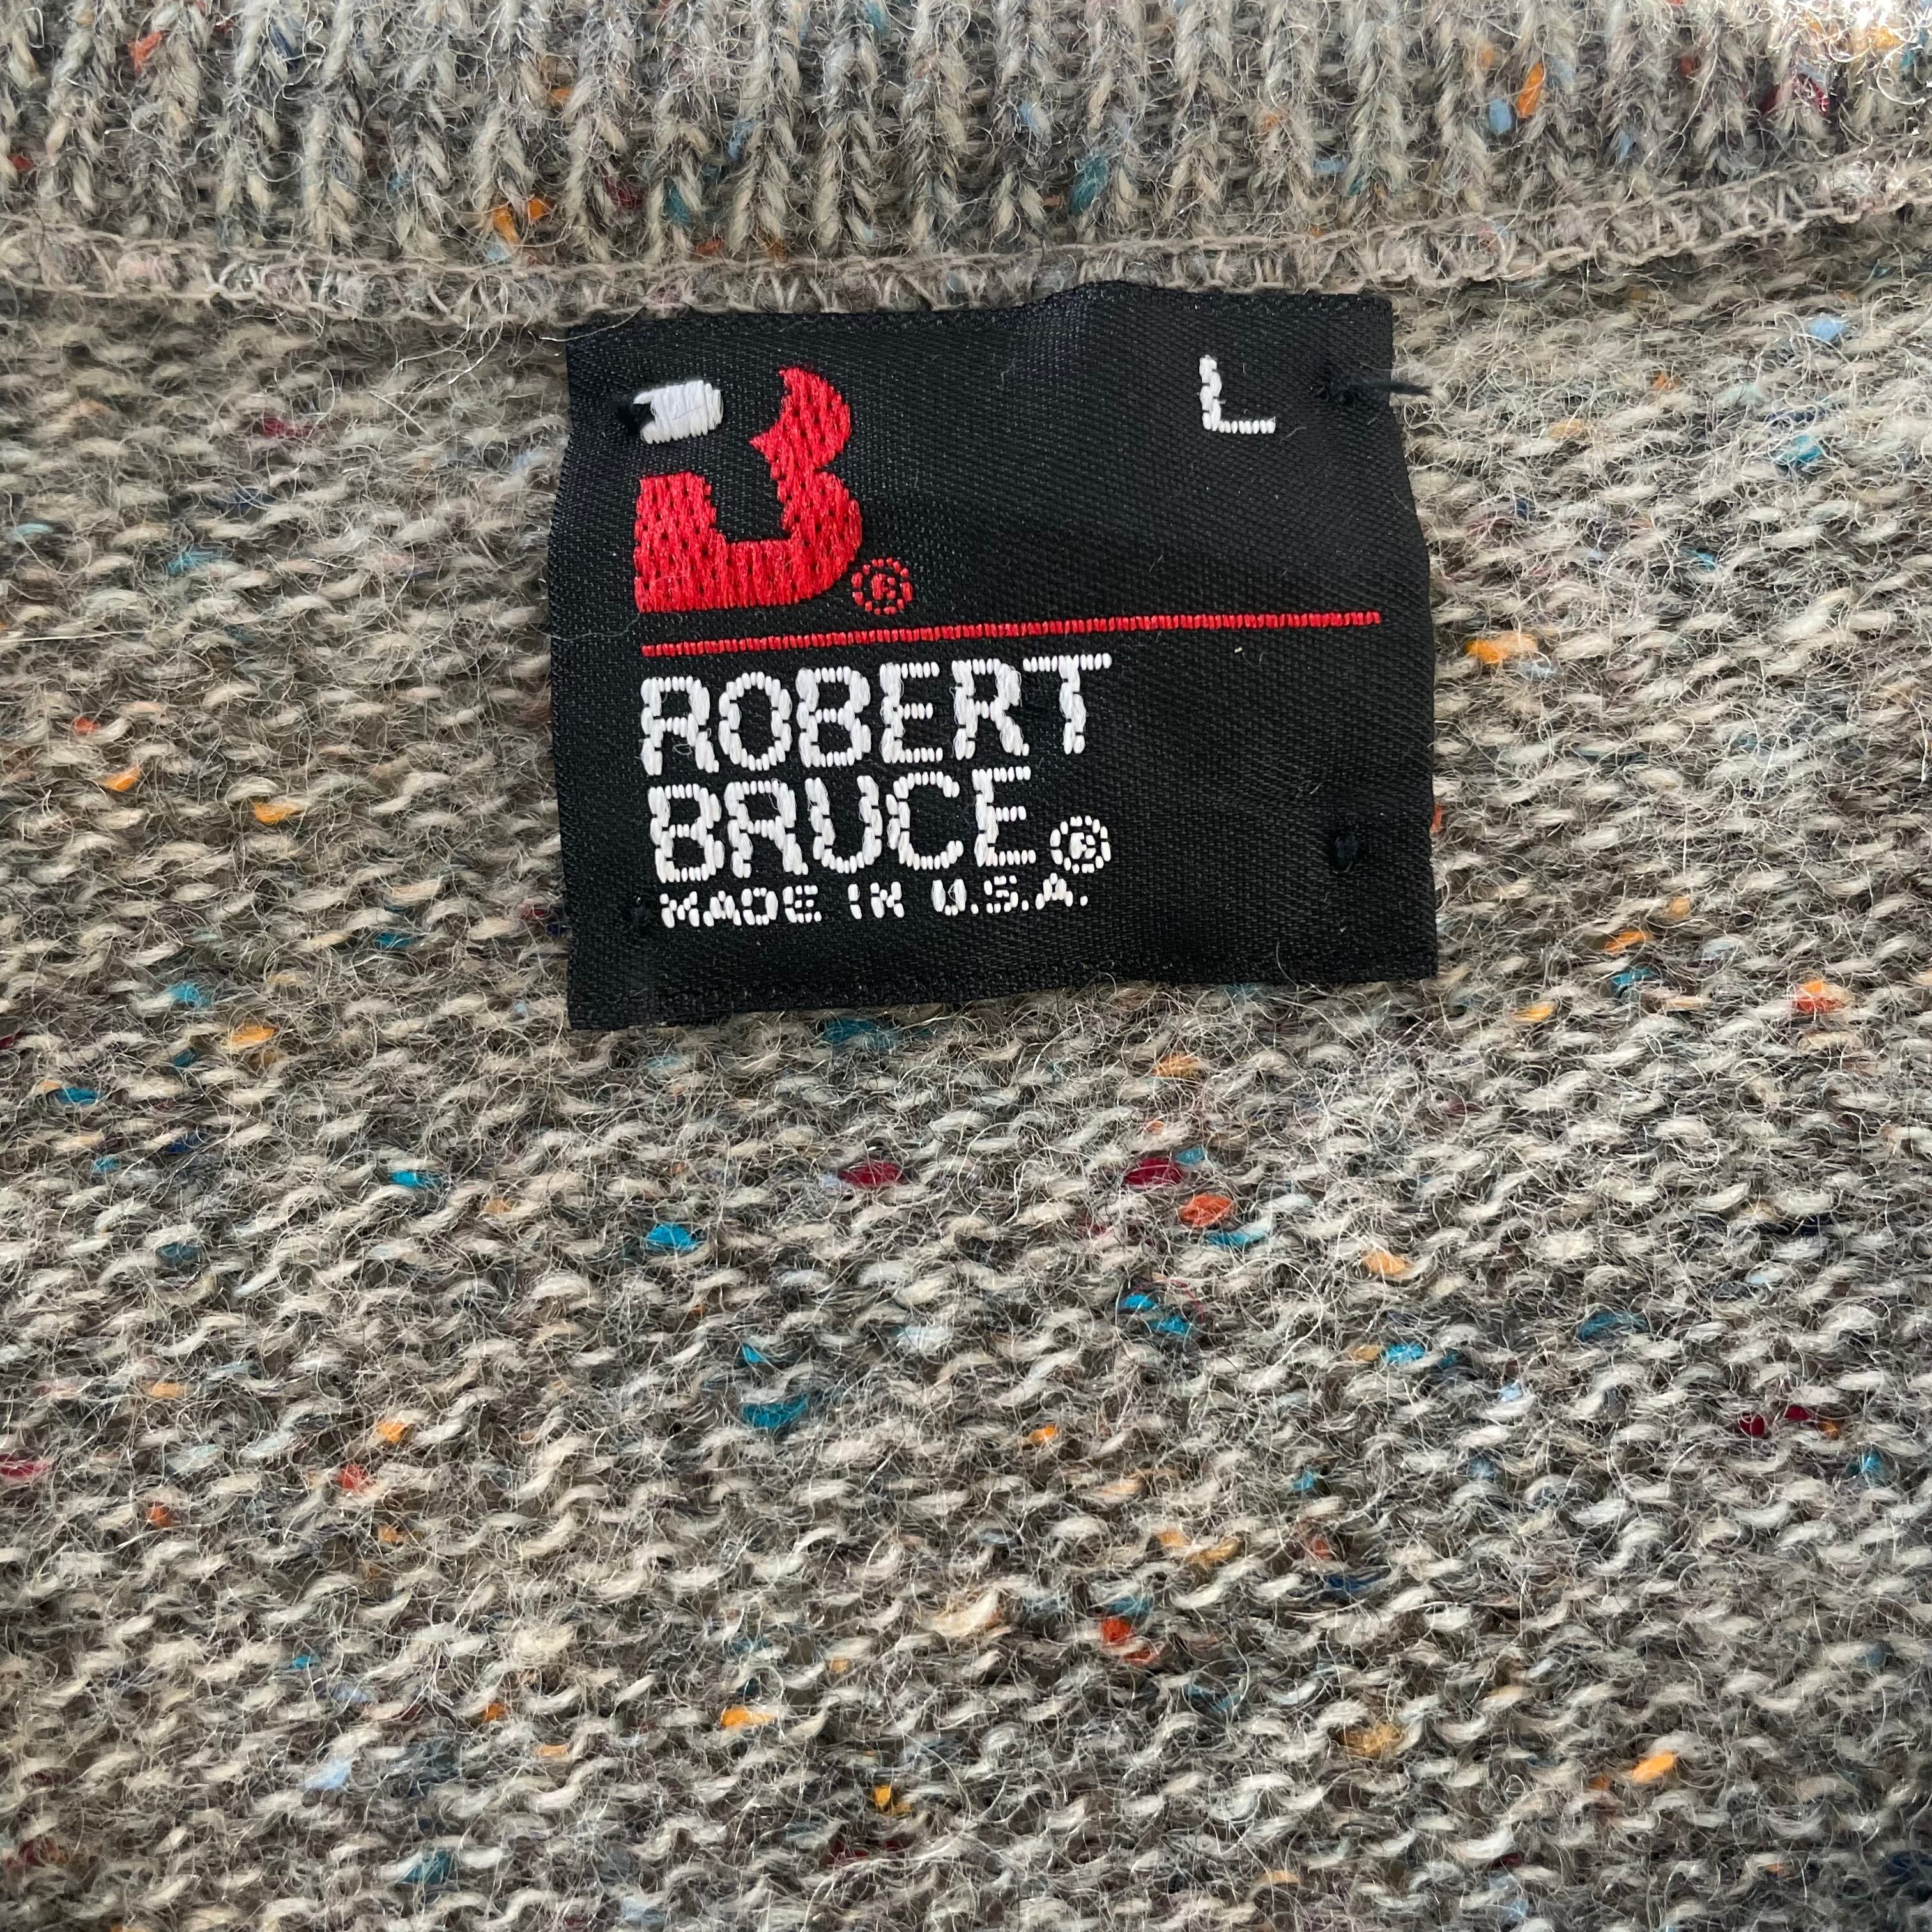 L
®
ROBERT
BRUCE®
MADE IN U.S.A.